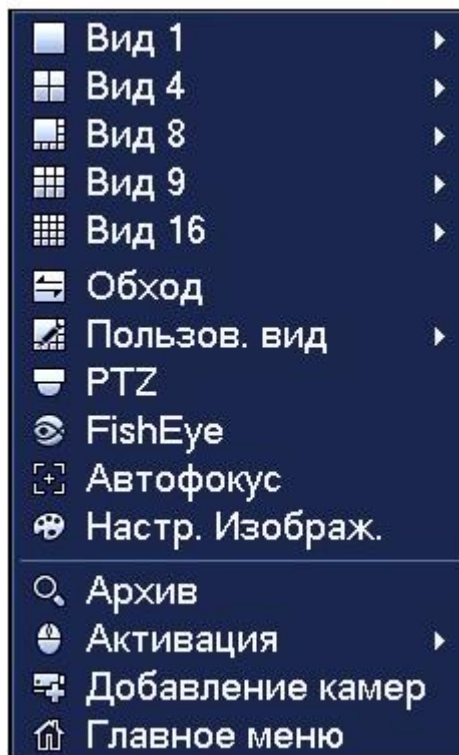 Вид 1
Вид 4
Вид 8
Вид 9
Вид 16
Обход
Пользов. вид
PTZ
FishEye
Автофокус
Настр. Изображ.
Архив
Активация
Добавление камер
Главное меню